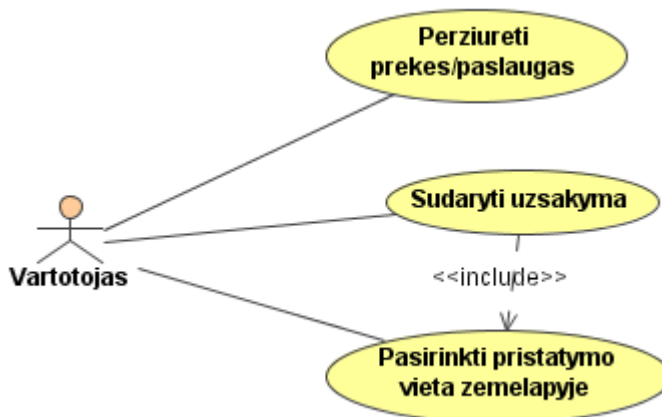 Perziureti
prekes/paslaugas
Sudaryti uzsakyma
<<include>>
Vartotojas
Pasirinkti pristatymo
vieta zemelapyje